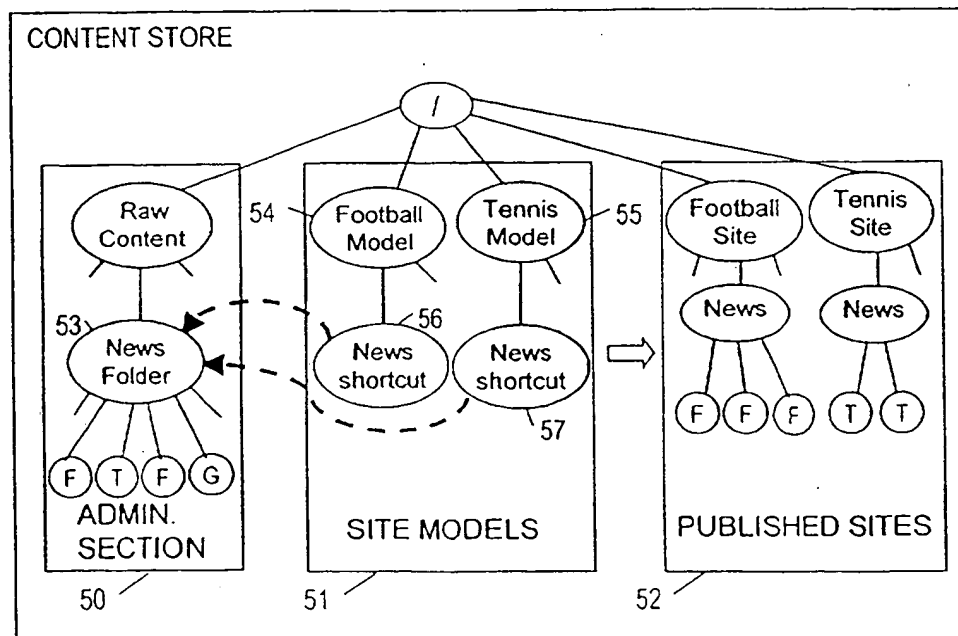 CONTENT STORE
/
Raw
Content
54
Football
Model
Tennis
Model
55
Football
Site
Tennis
Site
53
News
Folder
56
News
shortcut
News
shortcut
57
News
News
F
F
F
T
T
F
T
F
G
ADMIN.
SECTION
SITE MODELS
PUBLISHED SITES
50
51
52